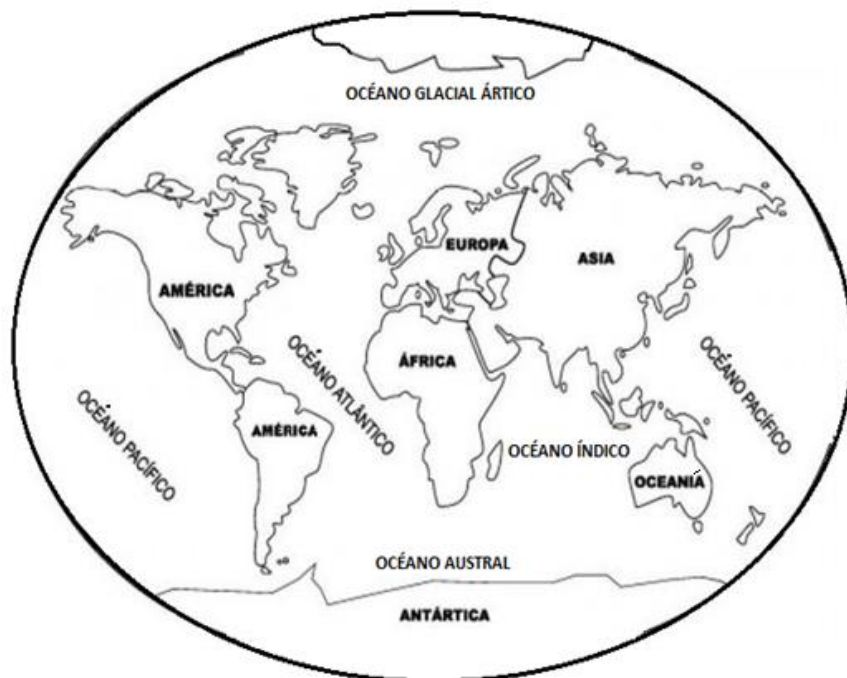 OCÉANO GLACIAL ÁRTICO
EUROPA
ASIA
AMÉRICA
ÁFRICA
OCÉANO ATLÁNTICO
OCÉANO PACÍFICO
OCÉANO PACÍFICO
AMÉRICA
OCÉANO ÍNDICO
OCEANIÁ
OCÉANO AUSTRAL
ANTÁRTICA